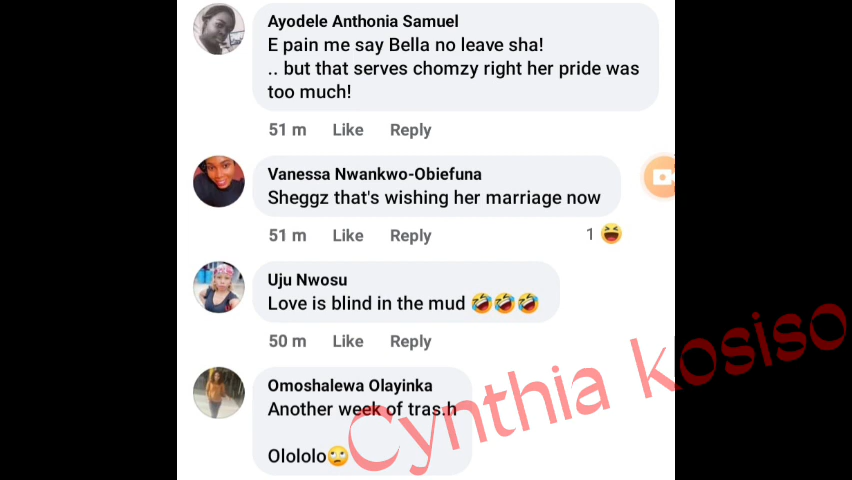 Ayodele Anthonia Samuel
E pain me say Bella no leave sha!
.. but that serves chomzy right her pride was
too much!
51 m Like Reply
Vanessa Nwankwo-Obiefuna
Sheggz that's wishing her marriage now
51 m Like Reply 1 😆
Uju Nwosu
Love is blind in the mud 🤣🤣🤣
50 m Like Reply
Omoshalewa Olayinka
Another week of tras.h
Olololo🙄
Cynthia kosiso